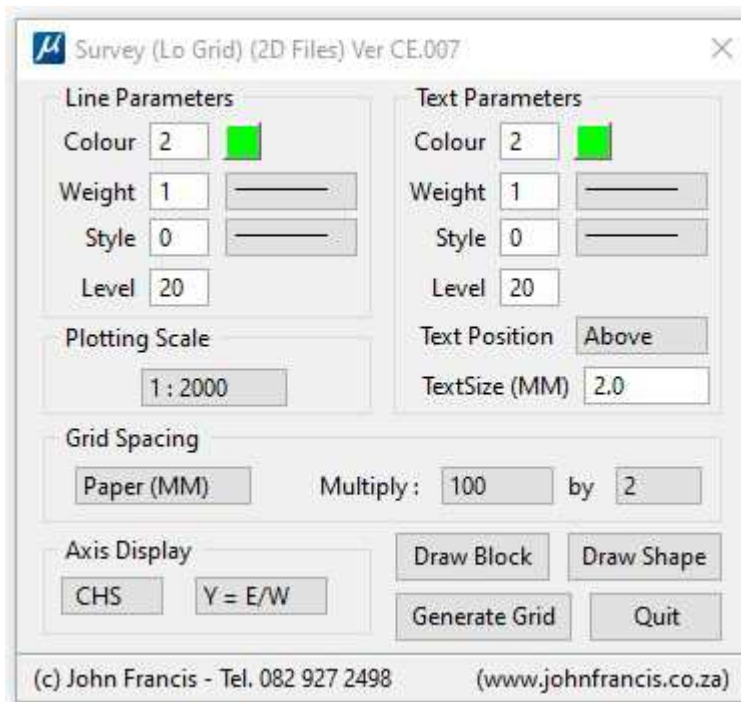 µ Survey (Lo Grid) (2D Files) Ver CE.007
Line Parameters
Colour 2
Weight 1
Style 0
Level 20
Text Parameters
Colour 2
Weight 1
Style 0
Level 20
Text Position Above
TextSize (MM) 2.0
Plotting Scale
1 : 2000
Grid Spacing
Paper (MM) Multiply : 100 by 2
Axis Display
CHS Y = E/W
Draw Block Draw Shape
Generate Grid Quit
(c) John Francis - Tel. 082 927 2498 (www.johnfrancis.co.za)